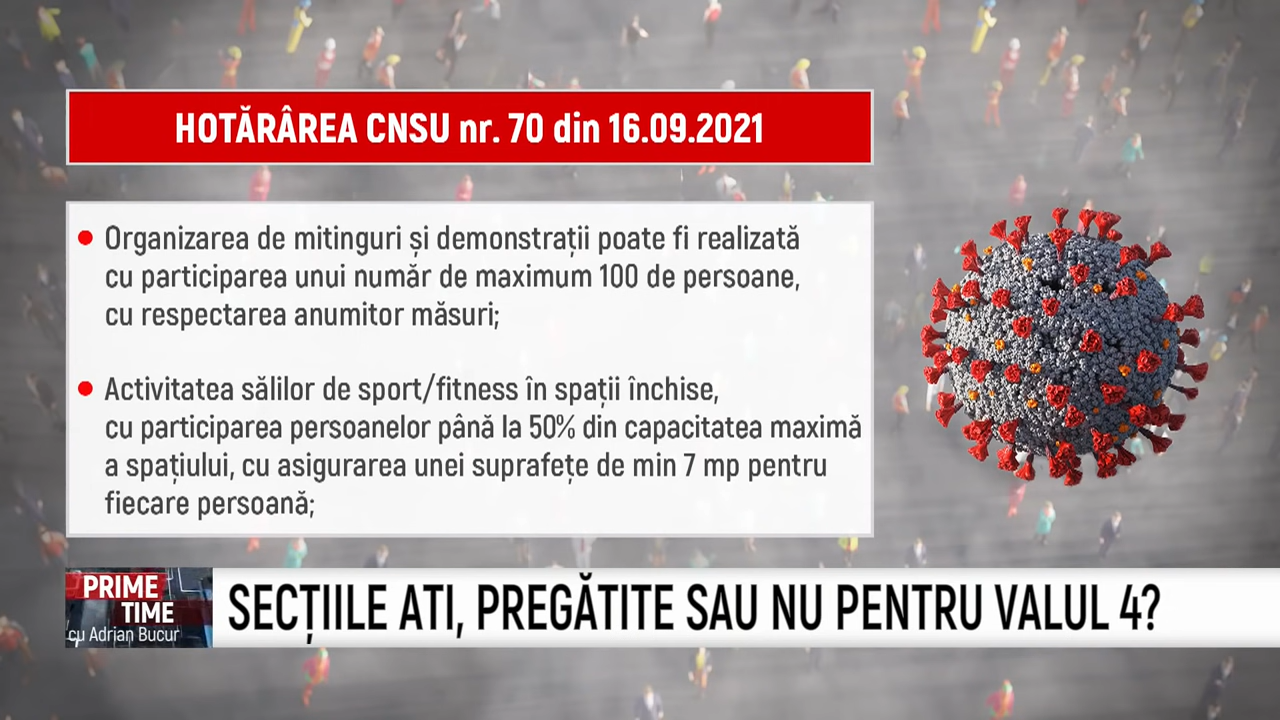 HOTĂRÂREA CNSU nr. 70 din 16.09.2021
Organizarea de mitinguri și demonstrații poate fi realizată
cu participarea unui număr de maximum 100 de persoane,
cu respectarea anumitor măsuri;
Activitatea sălilor de sport/fitness în spații închise,
cu participarea persoanelor până la 50% din capacitatea maximă
a spațiului, cu asigurarea unei suprafețe de min 7 mp pentru
fiecare persoană;
PRIME
TIME
cu Adrian Bucur
SECȚIILE ATI, PREGĂTITE SAU NU PENTRU VALUL 4?